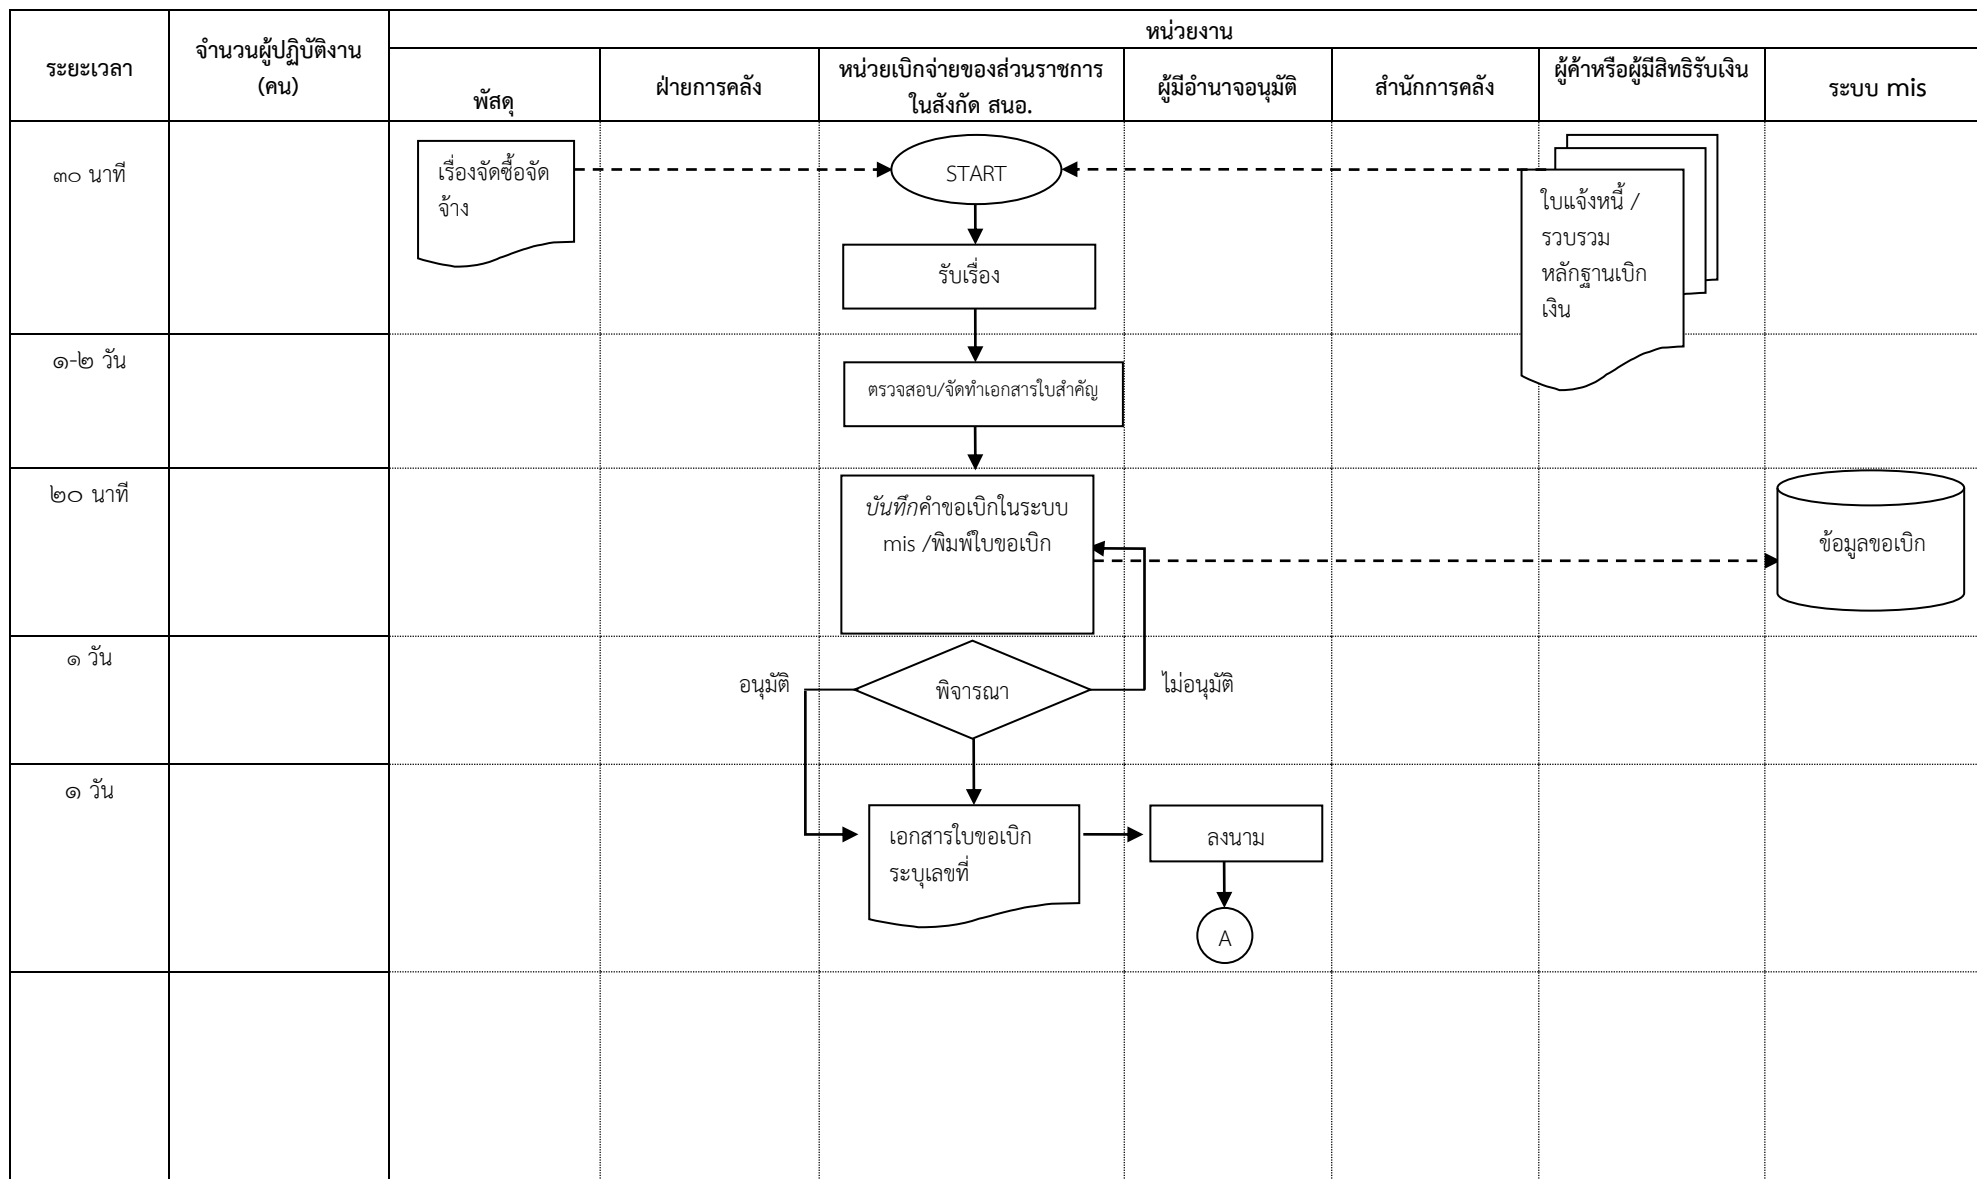 หน่วยงาน
ระยะเวลา
จำนวนผู้ปฏิบัติงาน
(คน)
พัสดุ
ฝ่ายการคลัง
หน่วยเบิกจ่ายของส่วนราชการ
ในสังกัด สนอ.
ผู้มีอำนาจอนุมัติ
สำนักการคลัง
ผู้ค้าหรือผู้มีสิทธิรับเงิน
ระบบ mis
๓๐ นาที
เรื่องจัดซื้อจัด
จ้าง
START
ใบแจ้งหนี้ /
รวบรวม
หลักฐานเบิก
เงิน
รับเรื่อง
๑-๒ วัน
ตรวจสอบ/จัดทำเอกสารใบสำคัญ
๒๐ นาที
บันทึกคำขอเบิกในระบบ
mis /พิมพ์ใบขอเบิก
ข้อมูลขอเบิก
๑ วัน
อนุมัติ
พิจารณา
ไม่อนุมัติ
๑ วัน
เอกสารใบขอเบิก
ระบุเลขที่
ลงนาม
A